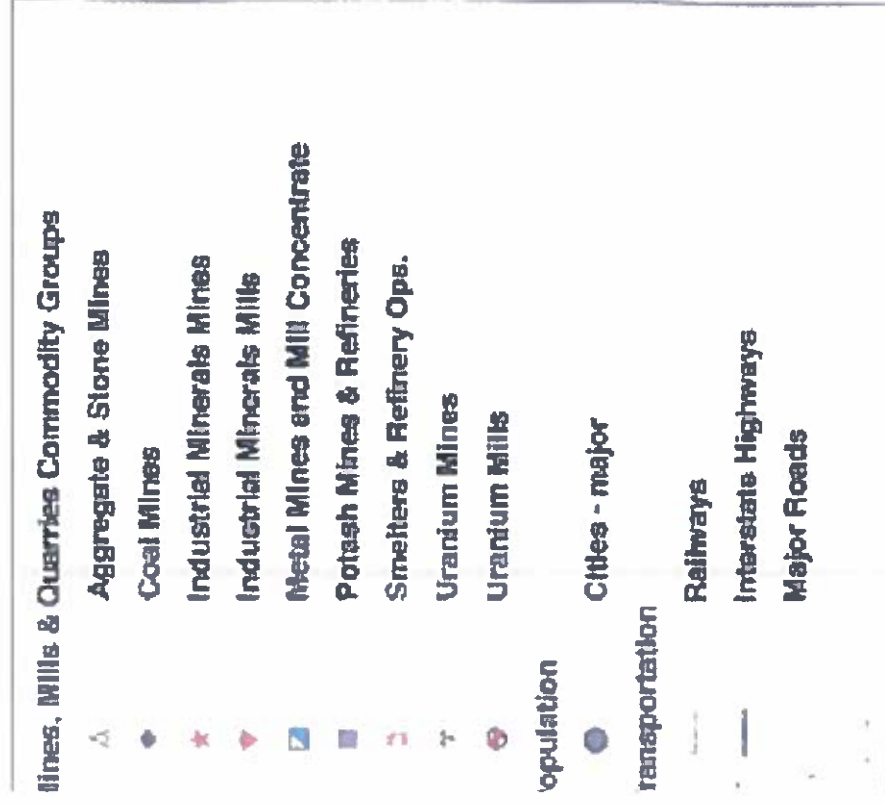 lines, Mills & Quarries Commodity Groups
Aggregate & Stone Mines
Coal Mines
Industrial Minerals Mines
Industrial Minerals Mills
Metal Mines and Mill Concentrate
Potash Mines & Refineries
Smelters & Refinery Ops.
Uranium Mines
Uranium Mills
opulation
Cities - major
ransportation
Railways
Interstate Highways
Major Roads